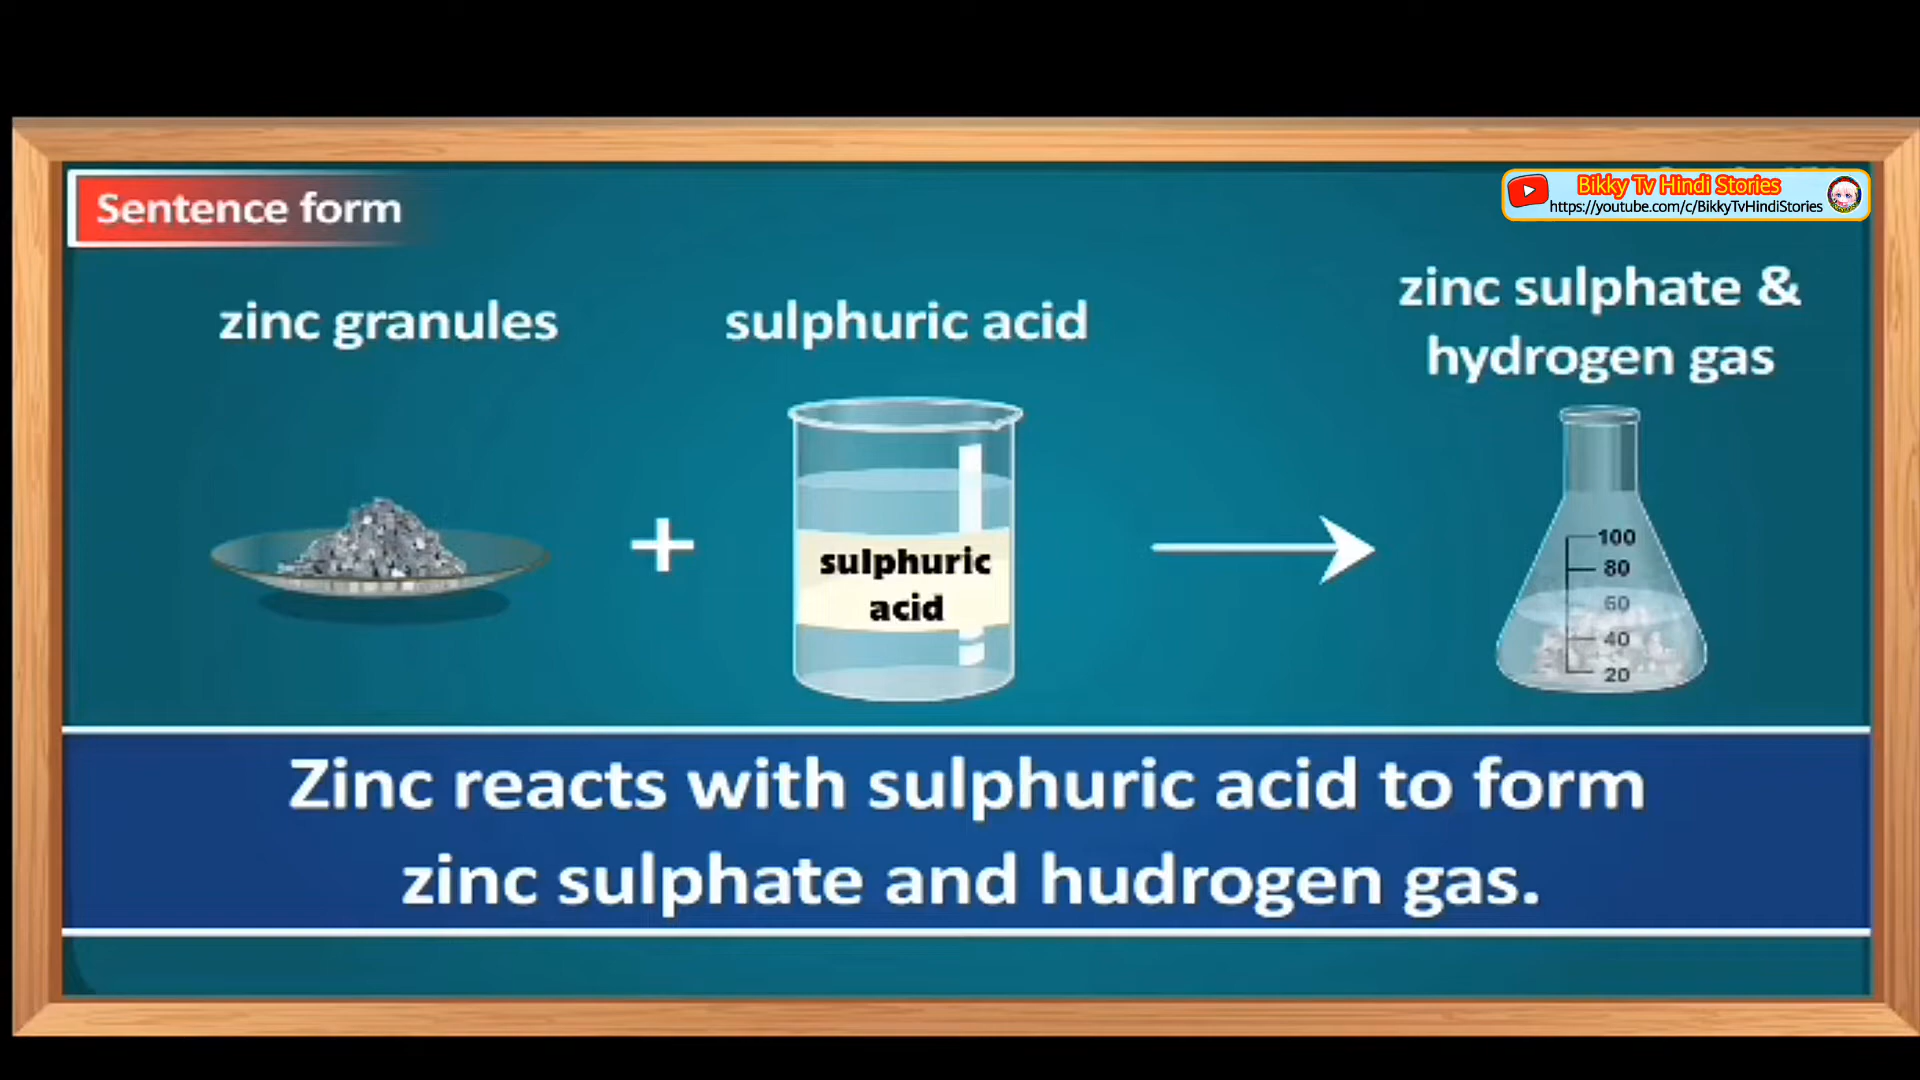 Sentence form
Bikky Tv Hindi Stories
https://youtube.com/c/BikkyTvHindiStories
zinc granules
sulphuric acid
zinc sulphate &
hydrogen gas
sulphuric
acid
100
80
60
40
20
Zinc reacts with sulphuric acid to form
zinc sulphate and hudrogen gas.